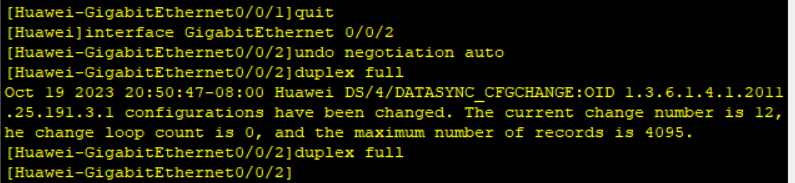 [Huawei-GigabitEthernet0/0/1]quit
[Huawei]interface GigabitEthernet 0/0/2
[Huawei-GigabitEthernet0/0/2]undo negotiation auto
[Huawei-GigabitEthernet0/0/2]duplex full
Oct 19 2023 20:50:47-08:00 Huawei DS/4/DATASYNC_CFGCHANGE:OID 1.3.6.1.4.1.2011
.25.191.3.1 configurations have been changed. The current change number is 12,
he change loop count is 0, and the maximum number of records is 4095.
[Huawei-GigabitEthernet0/0/2]duplex full
[Huawei-GigabitEthernet0/0/2]